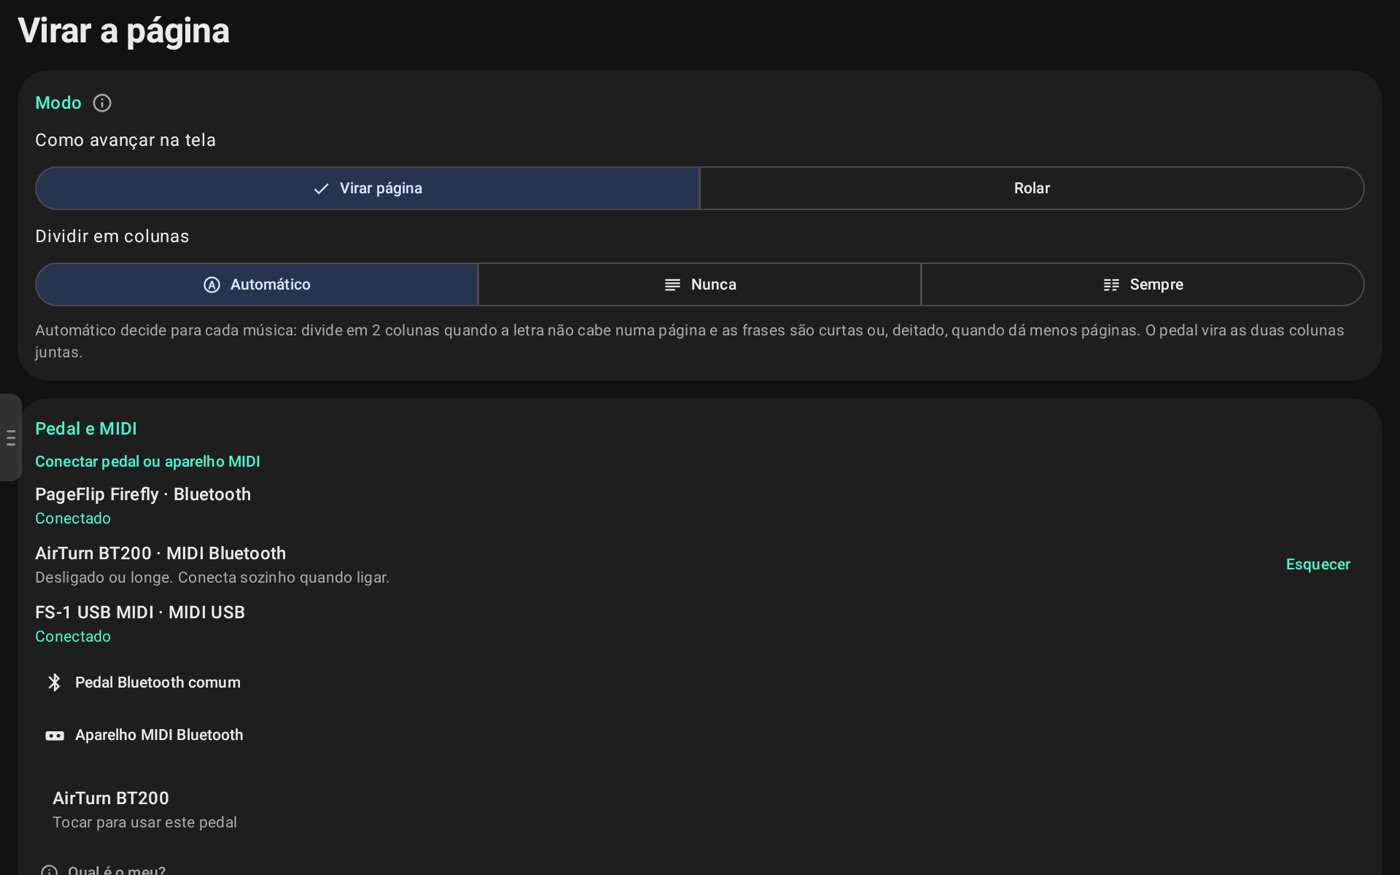 Virar a página
Modo
Como avançar na tela
Virar página
Rolar
Dividir em colunas
Automático
Nunca
Sempre
Automático decide para cada música: divide em 2 colunas quando a letra não cabe numa página e as frases são curtas ou, deitado, quando dá menos páginas. O pedal vira as duas colunas
juntas.
Pedal e MIDI
Conectar pedal ou aparelho MIDI
PageFlip Firefly · Bluetooth
Conectado
AirTurn BT200 · MIDI Bluetooth
Desligado ou longe. Conecta sozinho quando ligar.
Esquecer
FS-1 USB MIDI · MIDI USB
Conectado
Pedal Bluetooth comum
Aparelho MIDI Bluetooth
AirTurn BT200
Tocar para usar este pedal
Qual é o meu?